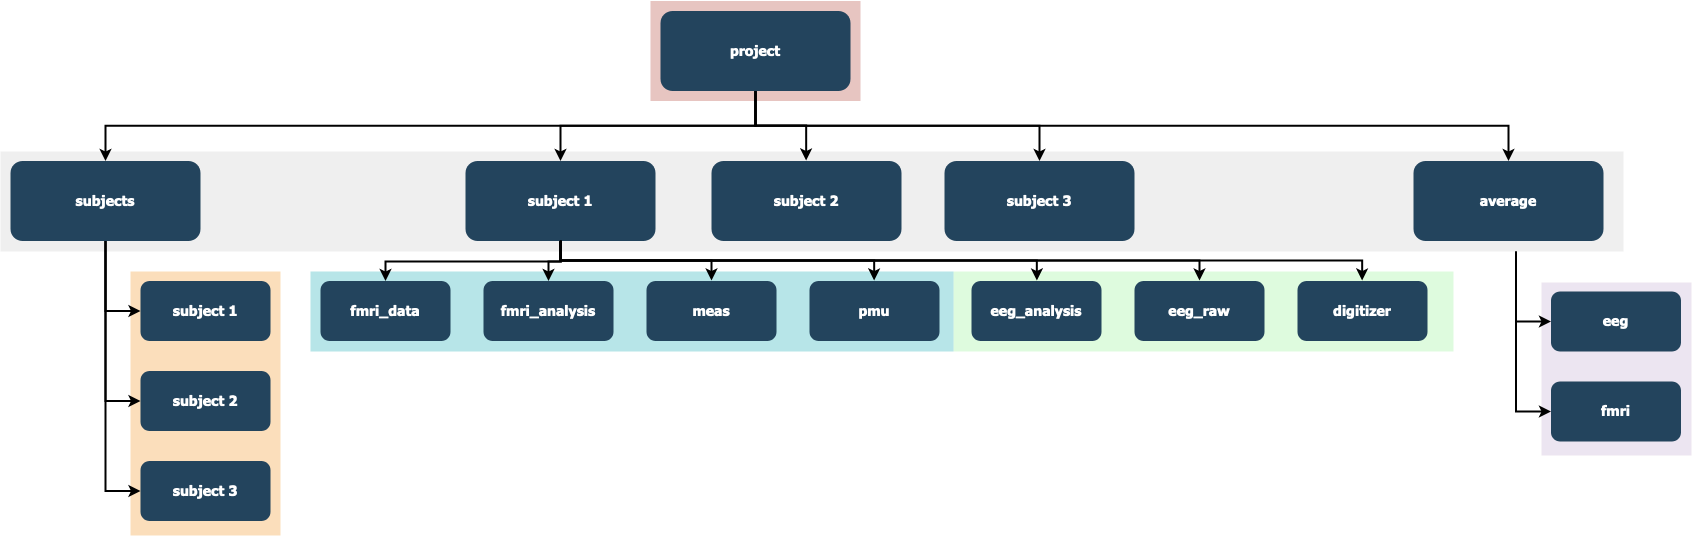 project
subjects
subject 1
subject 2
subject 3
average
subject 1
fmri_data
fmri_analysis
meas
pmu
eeg_analysis
eeg_raw
digitizer
eeg
subject 2
fmri
subject 3